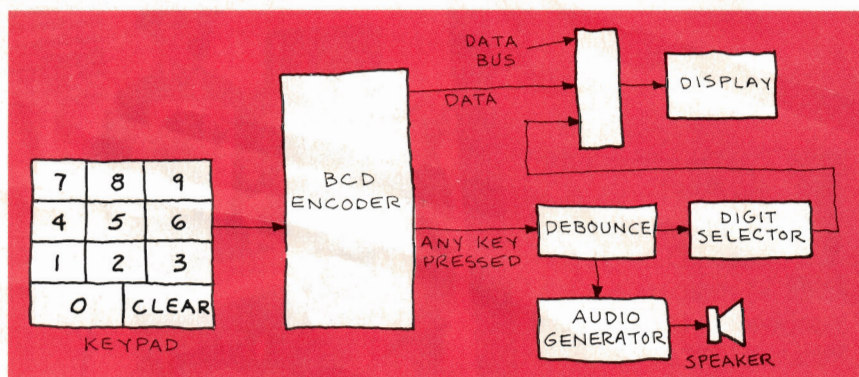 7 8 9
4 5 6
1 2 3
0 CLEAR
KEYPAD
BCD
ENCODER
DATA
BUS
DATA
DISPLAY
ANY KEY
PRESSED
DEBOUNCE
DIGIT
SELECTOR
AUDIO
GENERATOR
SPEAKER